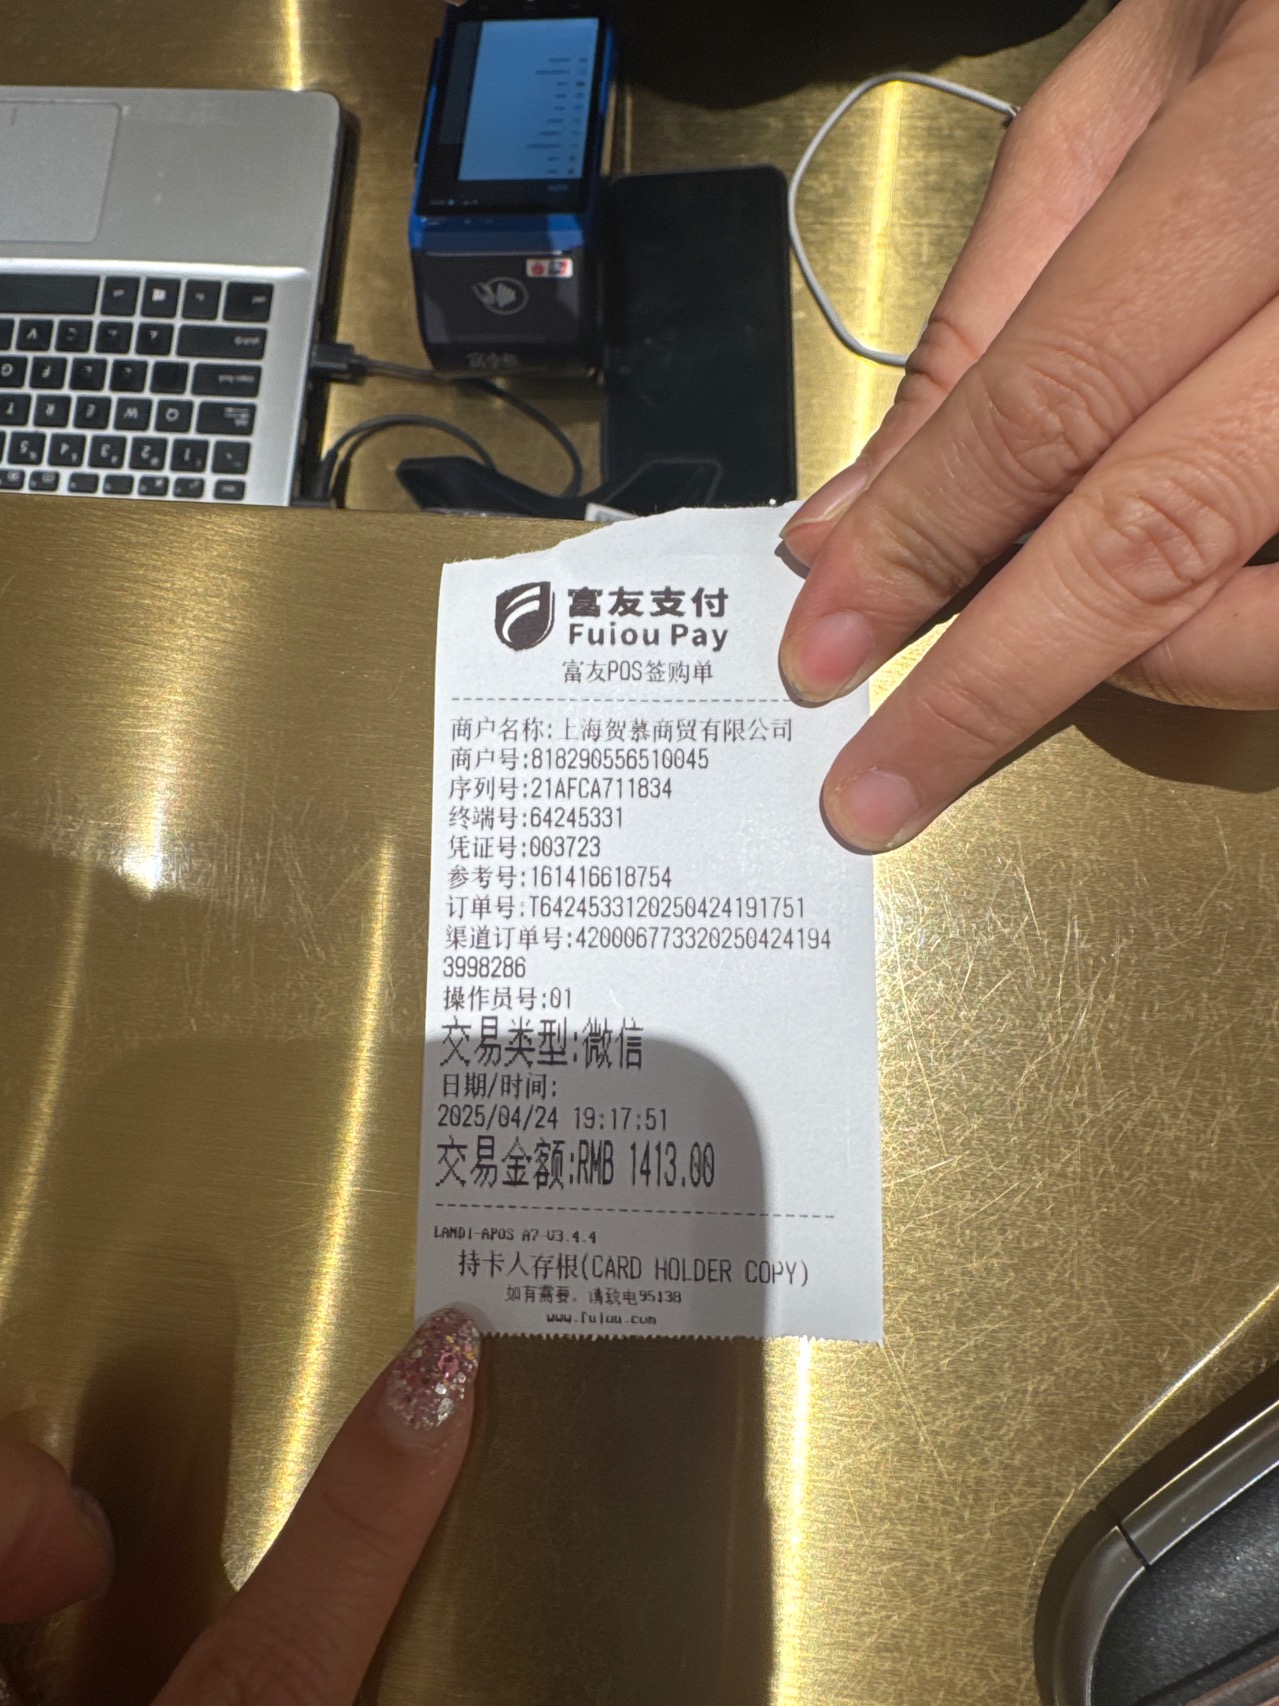 富友支付
Fuiou Pay
富友POS签购单
商户名称:上海贺慕商贸有限公司
商户号:818290556510045
序列号:21AFCA711834
终端号:64245331
凭证号:003723
参考号:161416618754
订单号:T6424533120250424191751
渠道订单号:4200067733202504241943998286
操作员号:01
交易类型:微信
日期/时间:
2025/04/24 19:17:51
交易金额:RMB 1413.00
LANDI-APOS A7-V3.4.4
持卡人存根(CARD HOLDER COPY)
如有需要，请致电95138
www.fuiou.com